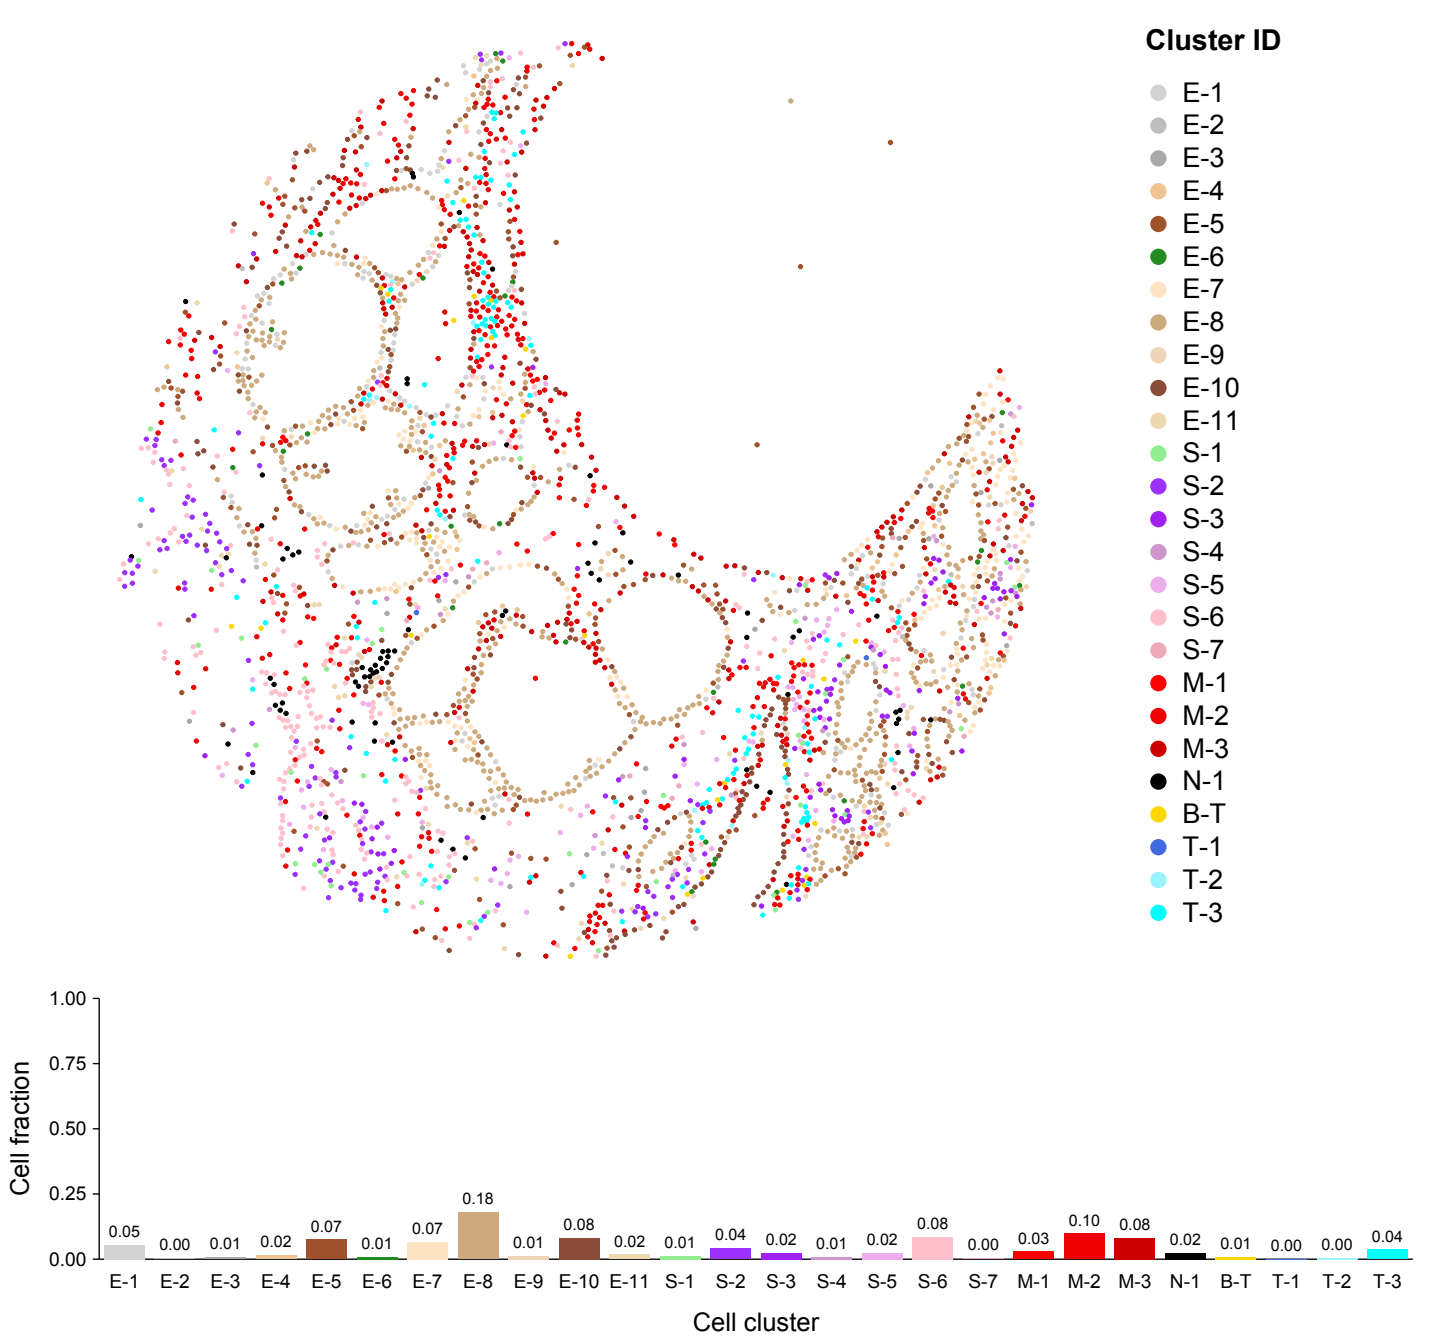 Cluster ID
E-1
E-2
E-3
E-4
E-5
E-6
E-7
E-8
E-9
E-10
E-11
S-1
S-2
S-3
S-4
S-5
S-6
S-7
M-1
M-2
M-3
N-1
B-T
T-1
T-2
T-3
1.00
0.75
0.50
0.25
0.00
Cell fraction
0.05 0.00 0.01 0.02 0.07 0.01 0.07 0.18 0.01 0.08 0.02 0.01 0.04 0.02 0.01 0.02 0.08 0.00 0.03 0.10 0.08 0.02 0.01 0.00 0.00 0.04
E-1 E-2 E-3 E-4 E-5 E-6 E-7 E-8 E-9 E-10 E-11 S-1 S-2 S-3 S-4 S-5 S-6 S-7 M-1 M-2 M-3 N-1 B-T T-1 T-2 T-3
Cell cluster